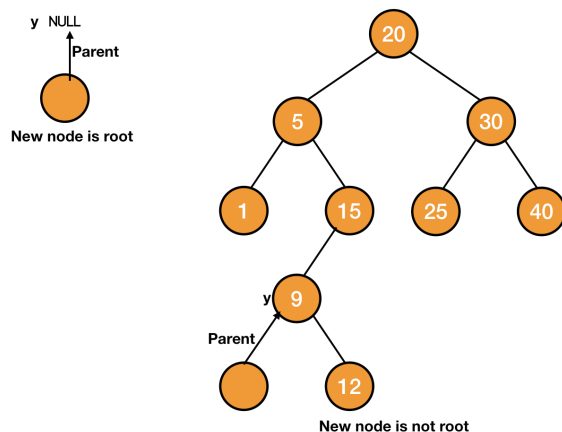 y NULL
Parent
New node is root
20
5
30
1
15
25
40
y 9
Parent
12
New node is not root